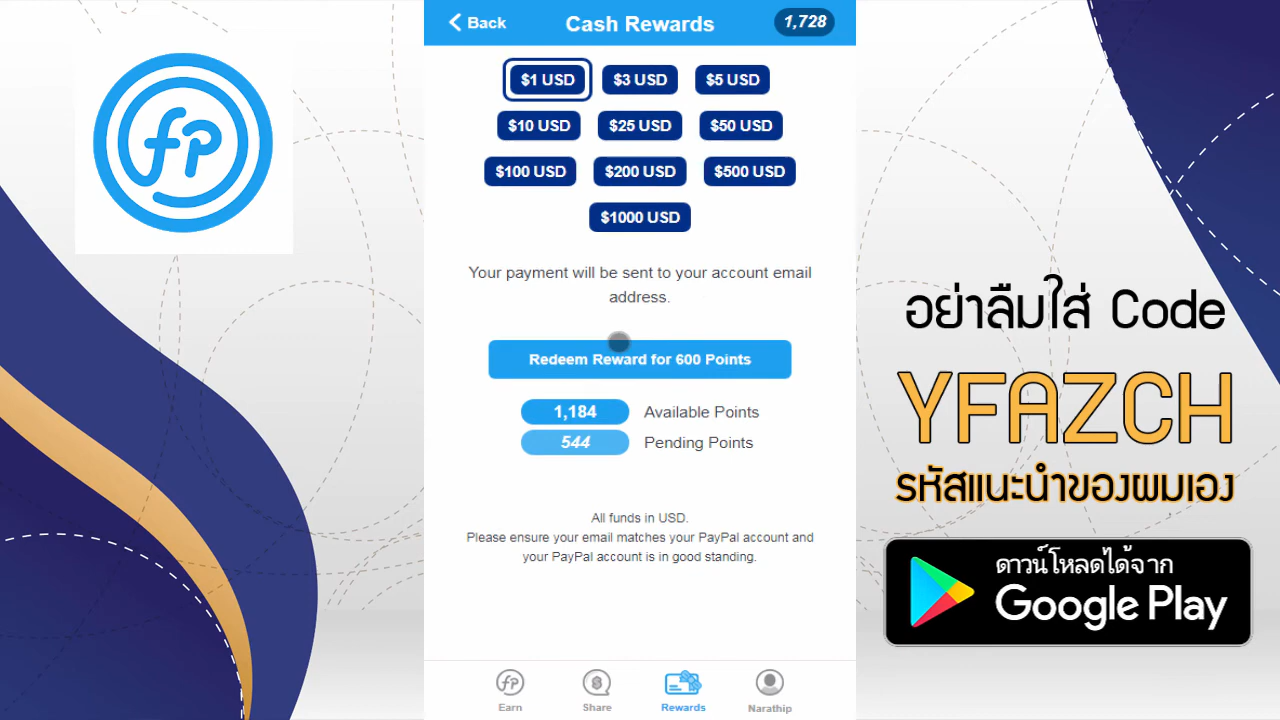 fp
Back
Cash Rewards
1,728
$1 USD
$3 USD
$5 USD
$10 USD
$25 USD
$50 USD
$100 USD
$200 USD
$500 USD
$1000 USD
Your payment will be sent to your account email
address.
Redeem Reward for 600 Points
1,184 Available Points
544 Pending Points
All funds in USD.
Please ensure your email matches your PayPal account and
your PayPal account is in good standing.
fp
Earn
Share
Rewards
Narathip
อย่าลืมใส่ Code
YFAZCH
รหัสแนะนำของผมเอง
ดาวน์โหลดได้จาก
Google Play